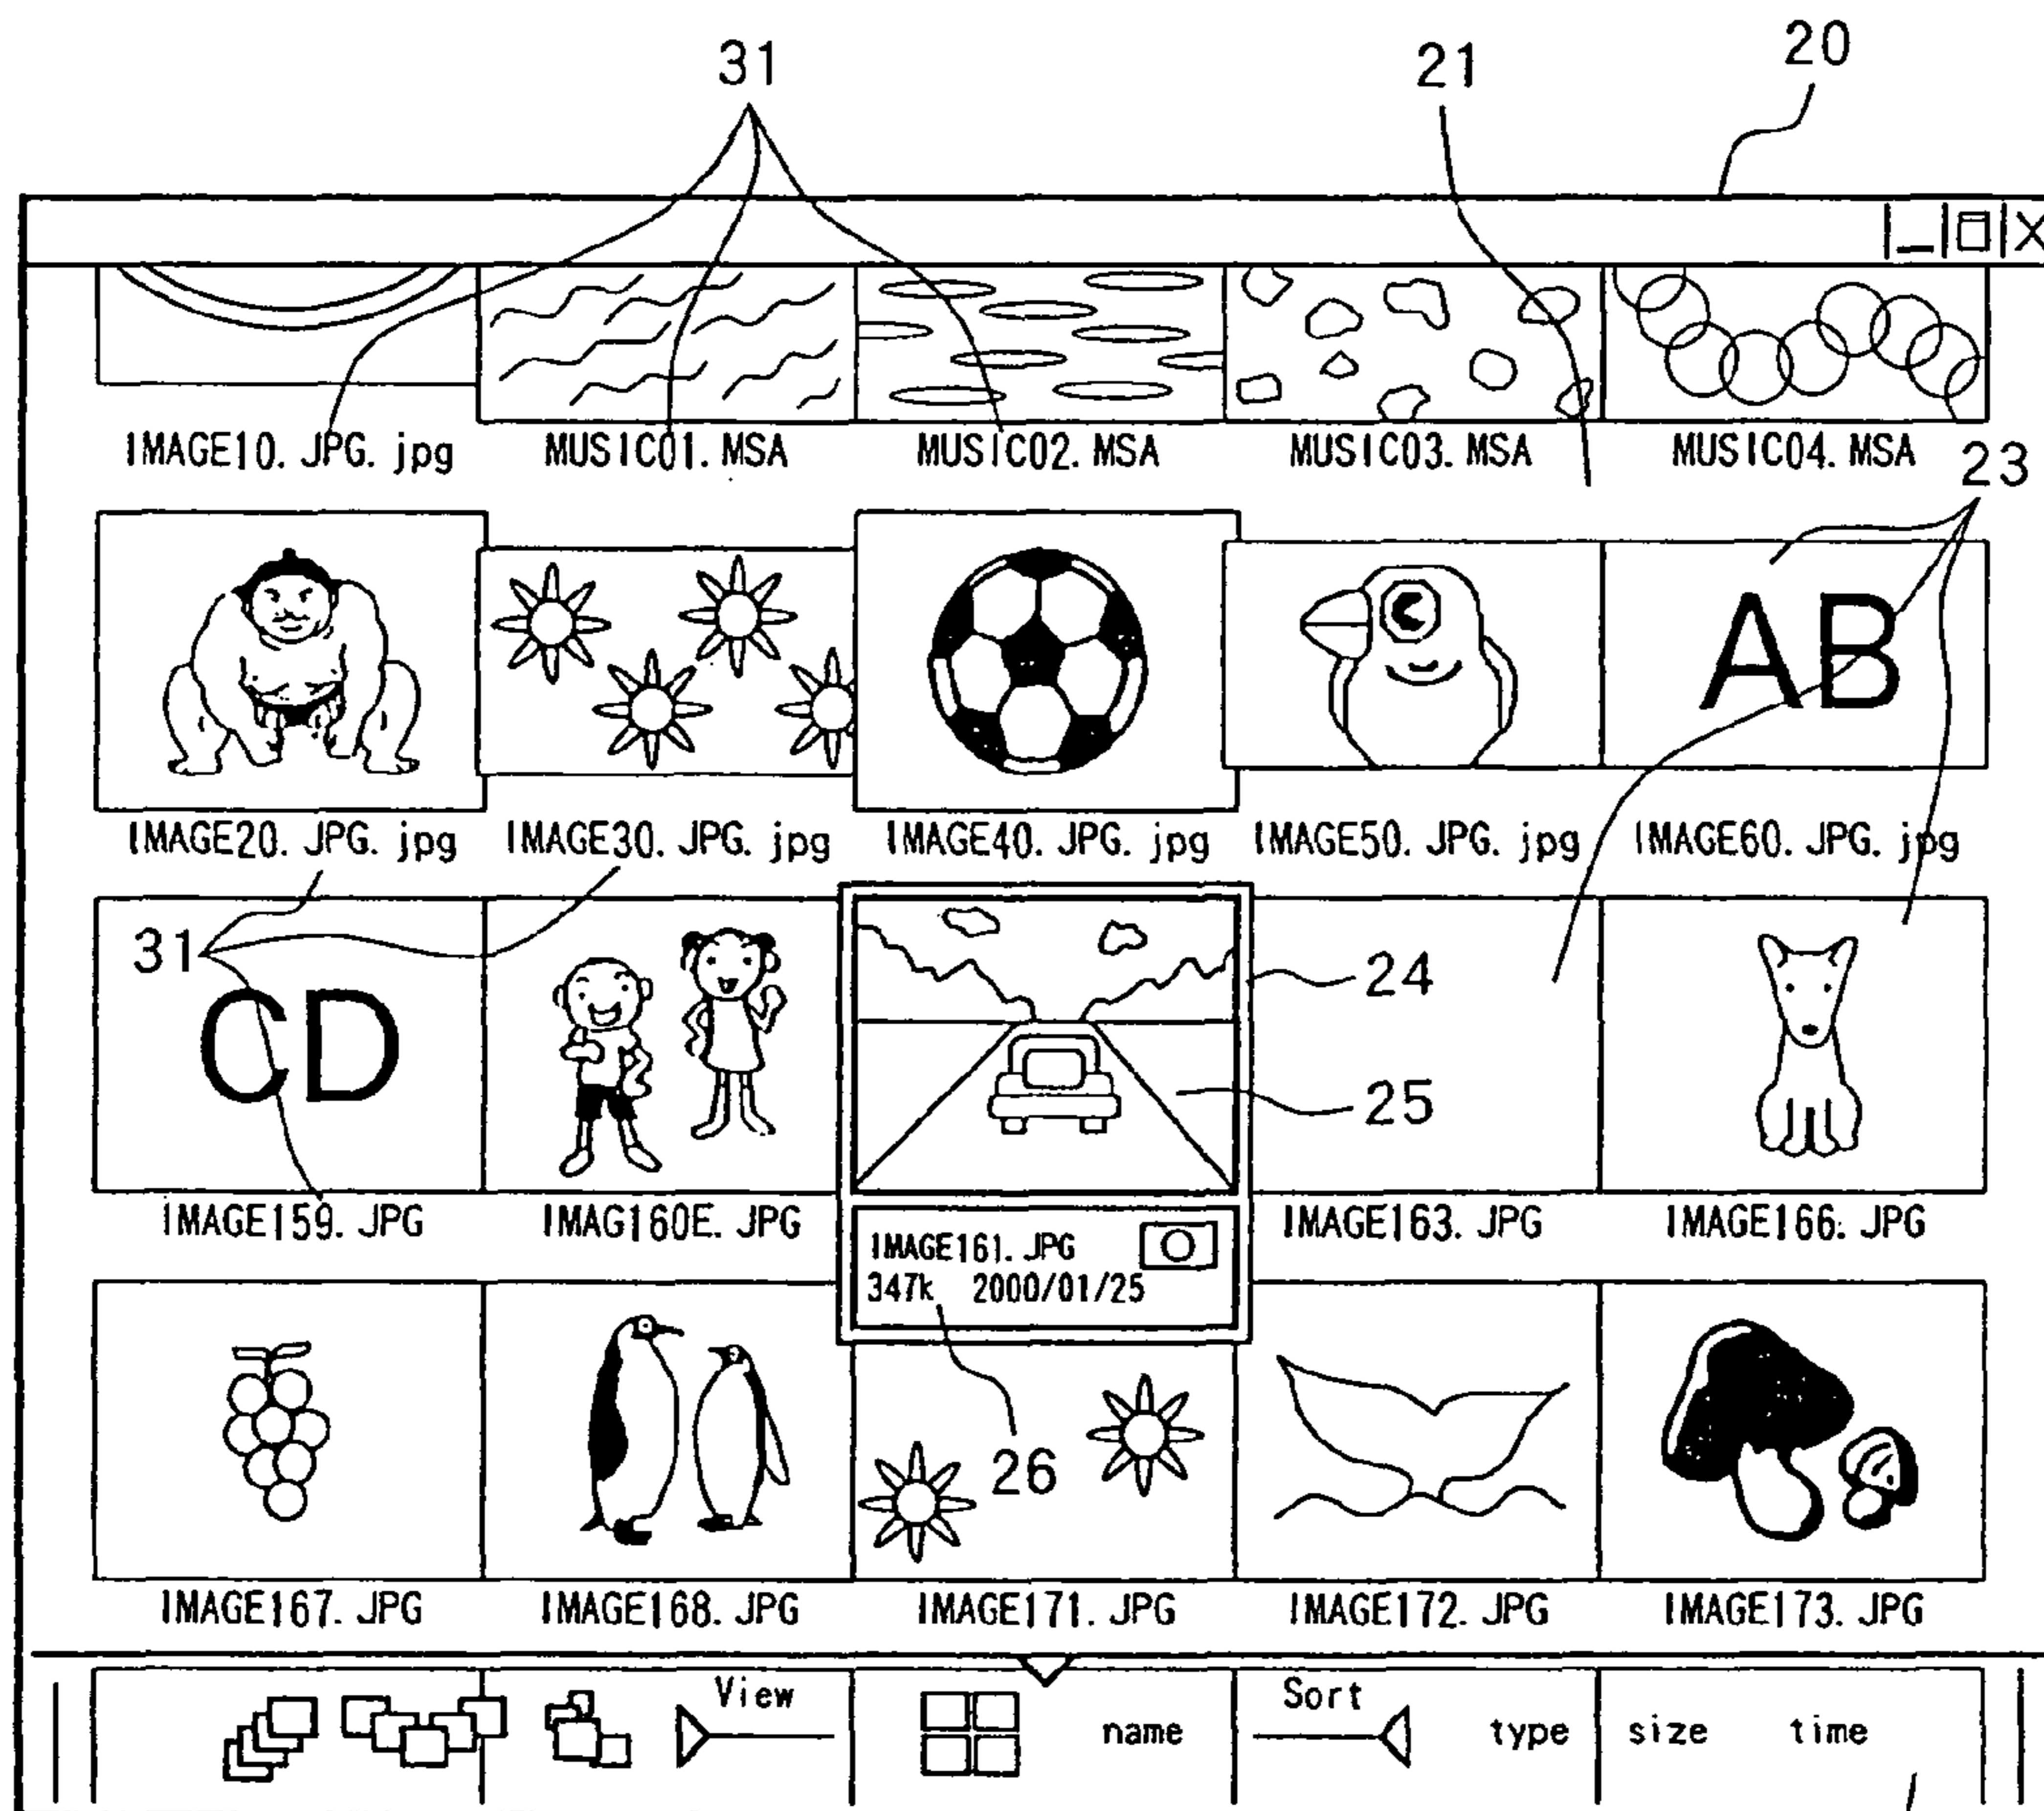 31 21 20
IMAGE10. JPG. jpg MUSIC01. MSA MUSIC02. MSA MUSIC03. MSA MUSIC04. MSA
23
AB
IMAGE20. JPG. jpg IMAGE30. JPG. jpg IMAGE40. JPG. jpg IMAGE50. JPG. jpg IMAGE60. JPG. jpg
31
CD
24
25
IMAGE159. JPG IMAG160E. JPG IMAGE163. JPG IMAGE166. JPG
IMAGE161. JPG
347k 2000/01/25
26
IMAGE167. JPG IMAGE168. JPG IMAGE171. JPG IMAGE172. JPG IMAGE173. JPG
View Sort
name type size time